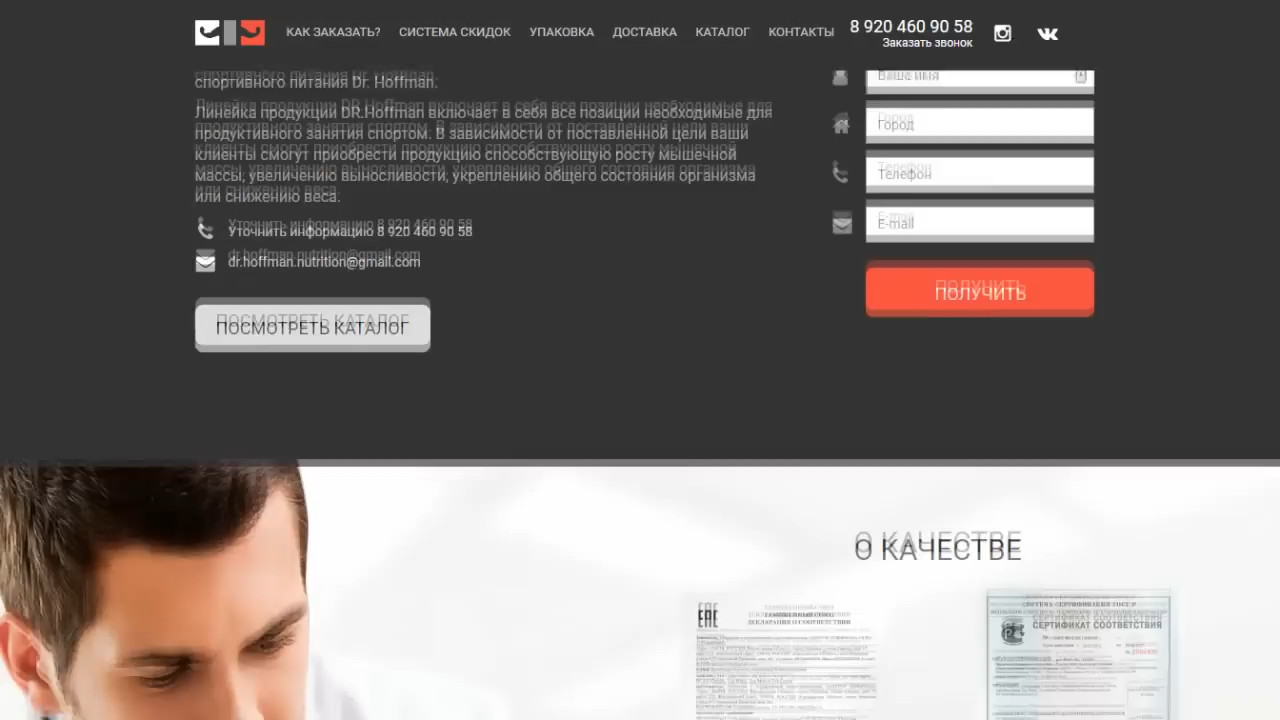 КАК ЗАКАЗАТЬ? СИСТЕМА СКИДОК УПАКОВКА ДОСТАВКА КАТАЛОГ КОНТАКТЫ
8 920 460 90 58
Заказать звонок
спортивного питания Dr. Hoffman.
Линейка продукции DR.Hoffman включает в себя все позиции необходимые для
продуктивного занятия спортом. В зависимости от поставленной цели ваши
клиенты смогут приобрести продукцию способствующую росту мышечной
массы, увеличению выносливости, укреплению общего состояния организма
или снижению веса.
Уточнить информацию 8 920 460 90 58
dr.hoffman.nutrition@gmail.com
ПОСМОТРЕТЬ КАТАЛОГ
Ваше имя
Город
Телефон
E-mail
ПОЛУЧИТЬ
О КАЧЕСТВЕ
EAC
ДЕКЛАРАЦИЯ О СООТВЕТСТВИИ
СИСТЕМА СЕРТИФИКАЦИИ ГОСТ Р
СЕРТИФИКАТ СООТВЕТСТВИЯ